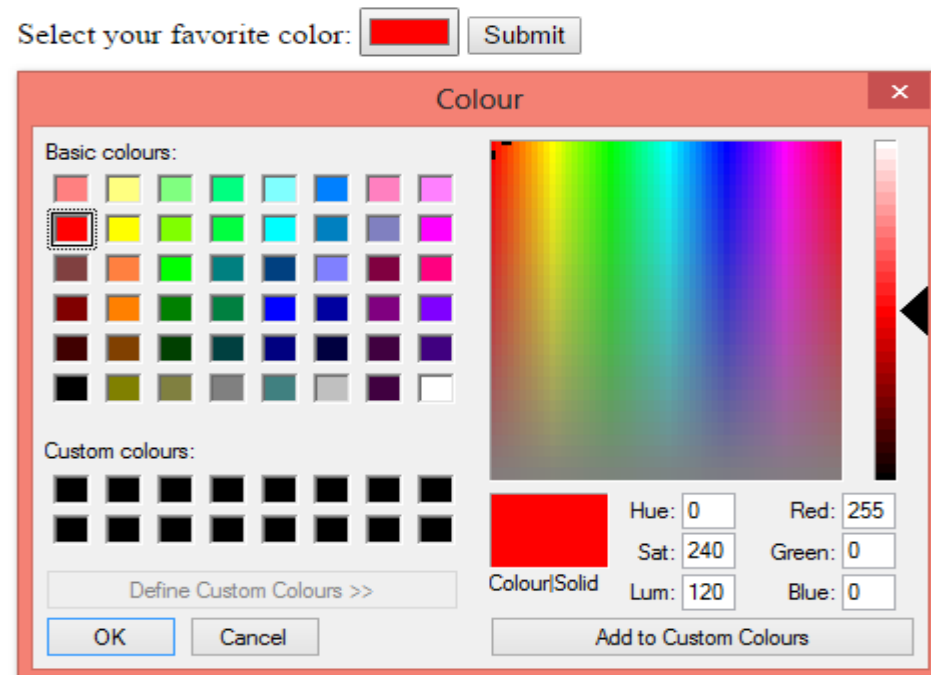 Select your favorite color: Submit
Colour
Basic colours:
Custom colours:
Define Custom Colours >>
OK Cancel
Colour|Solid
Hue: 0 Red: 255
Sat: 240 Green: 0
Lum: 120 Blue: 0
Add to Custom Colours